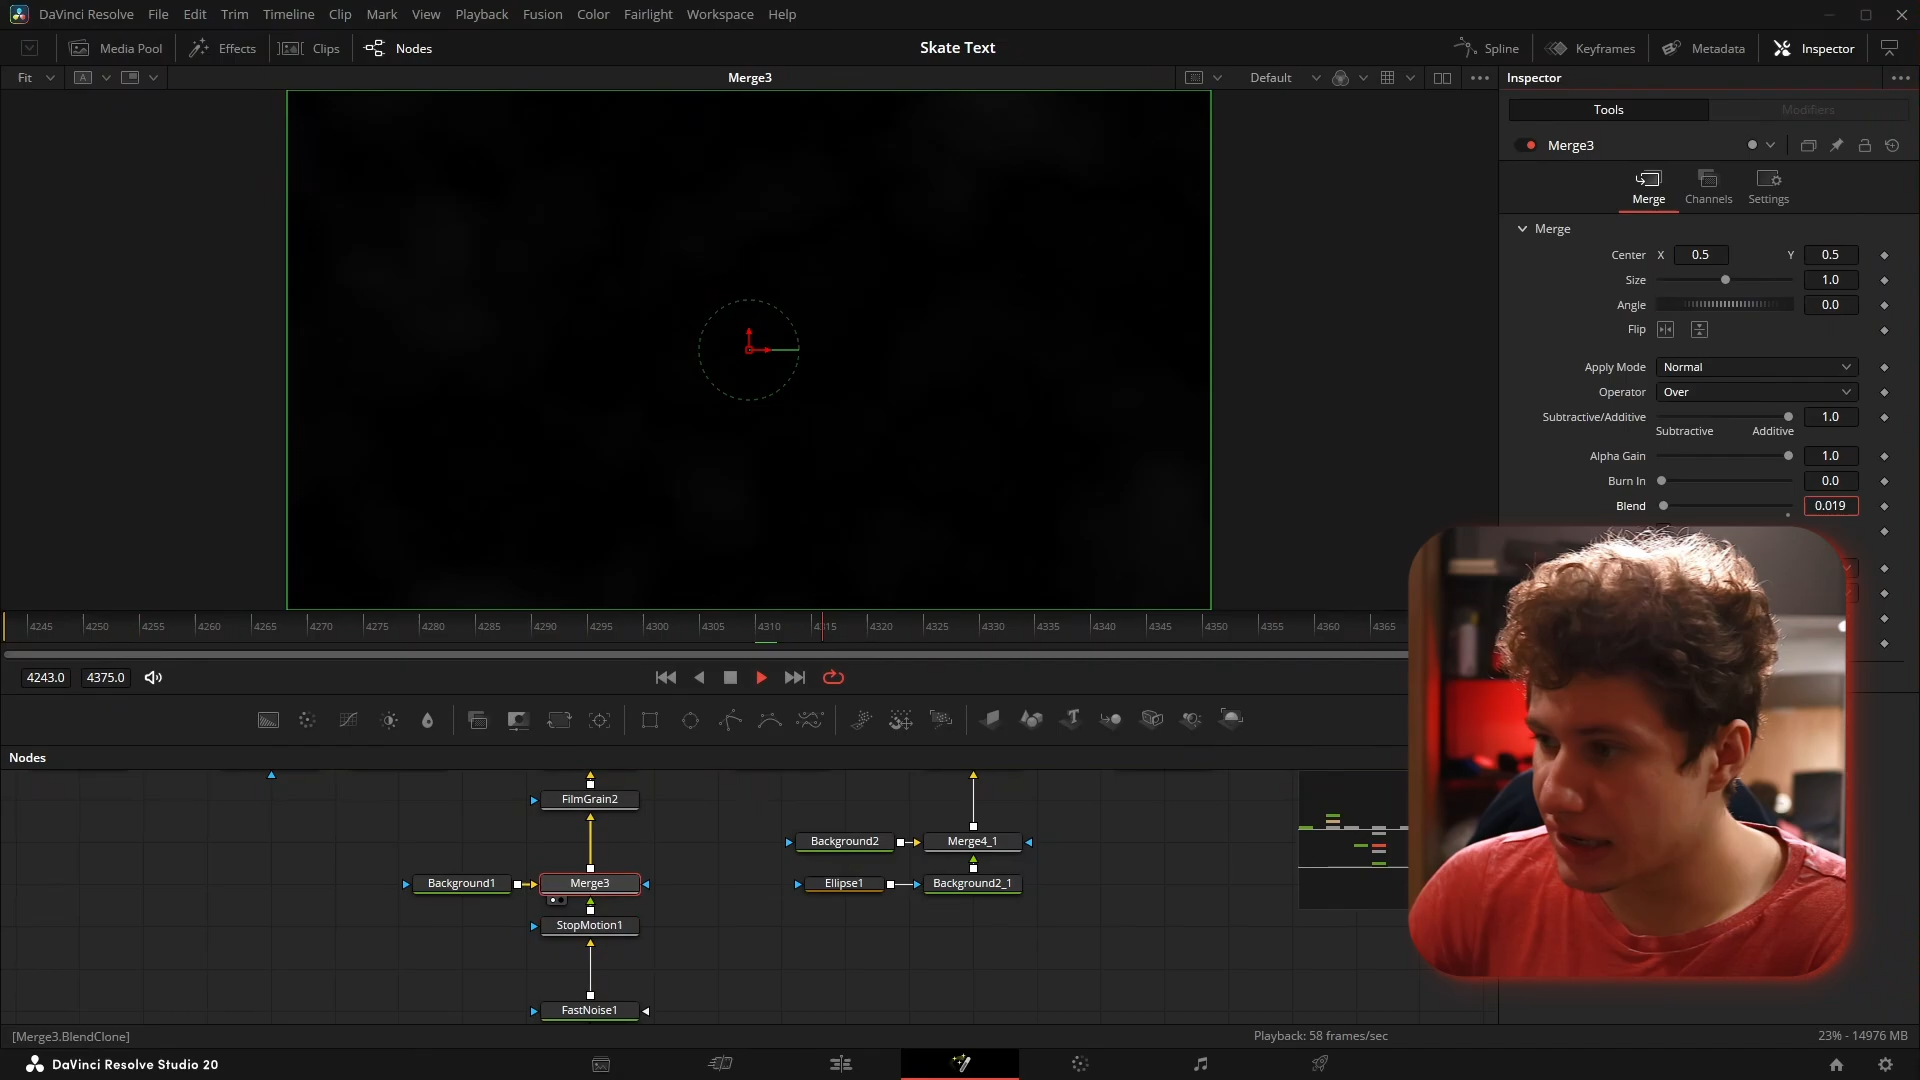 DaVinci Resolve File Edit Trim Timeline Clip Mark View Playback Fusion Color Fairlight Workspace Help
Media Pool Effects Clips Nodes Skate Text Spline Keyframes Metadata Inspector
Fit A Merge3 Default Inspector
Tools Modifiers
Merge3
Merge Channels Settings
Merge
Center X 0.5 Y 0.5
Size 1.0
Angle 0.0
Flip
Apply Mode Normal
Operator Over
Subtractive/Additive 1.0
Subtractive Additive
Alpha Gain 1.0
Burn In 0.0
Blend 0.019
4245 4250 4255 4260 4265 4270 4275 4280 4285 4290 4295 4300 4305 4310 4315 4320 4325 4330 4335 4340 4345 4350 4355 4360 4365
4243.0 4375.0
T
Nodes
FilmGrain2
Background2 Merge4_1
Background1 Merge3 Ellipse1 Background2_1
StopMotion1
FastNoise1
[Merge3.BlendClone] Playback: 58 frames/sec 23% - 14976 MB
DaVinci Resolve Studio 20